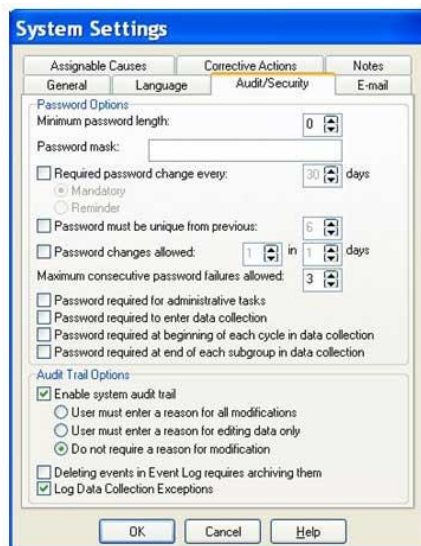 System Settings
Assignable Causes Corrective Actions Notes
General Language Audit/Security E-mail
Password Options
Minimum password length: 0
Password mask:
Required password change every: 30 days
Mandatory
Reminder
Password must be unique from previous: 6
Password changes allowed: 1 in 1 days
Maximum consecutive password failures allowed: 3
Password required for administrative tasks
Password required to enter data collection
Password required at beginning of each cycle in data collection
Password required at end of each subgroup in data collection
Audit Trail Options
Enable system audit trail
User must enter a reason for all modifications
User must enter a reason for editing data only
Do not require a reason for modification
Deleting events in Event Log requires archiving them
Log Data Collection Exceptions
OK Cancel Help